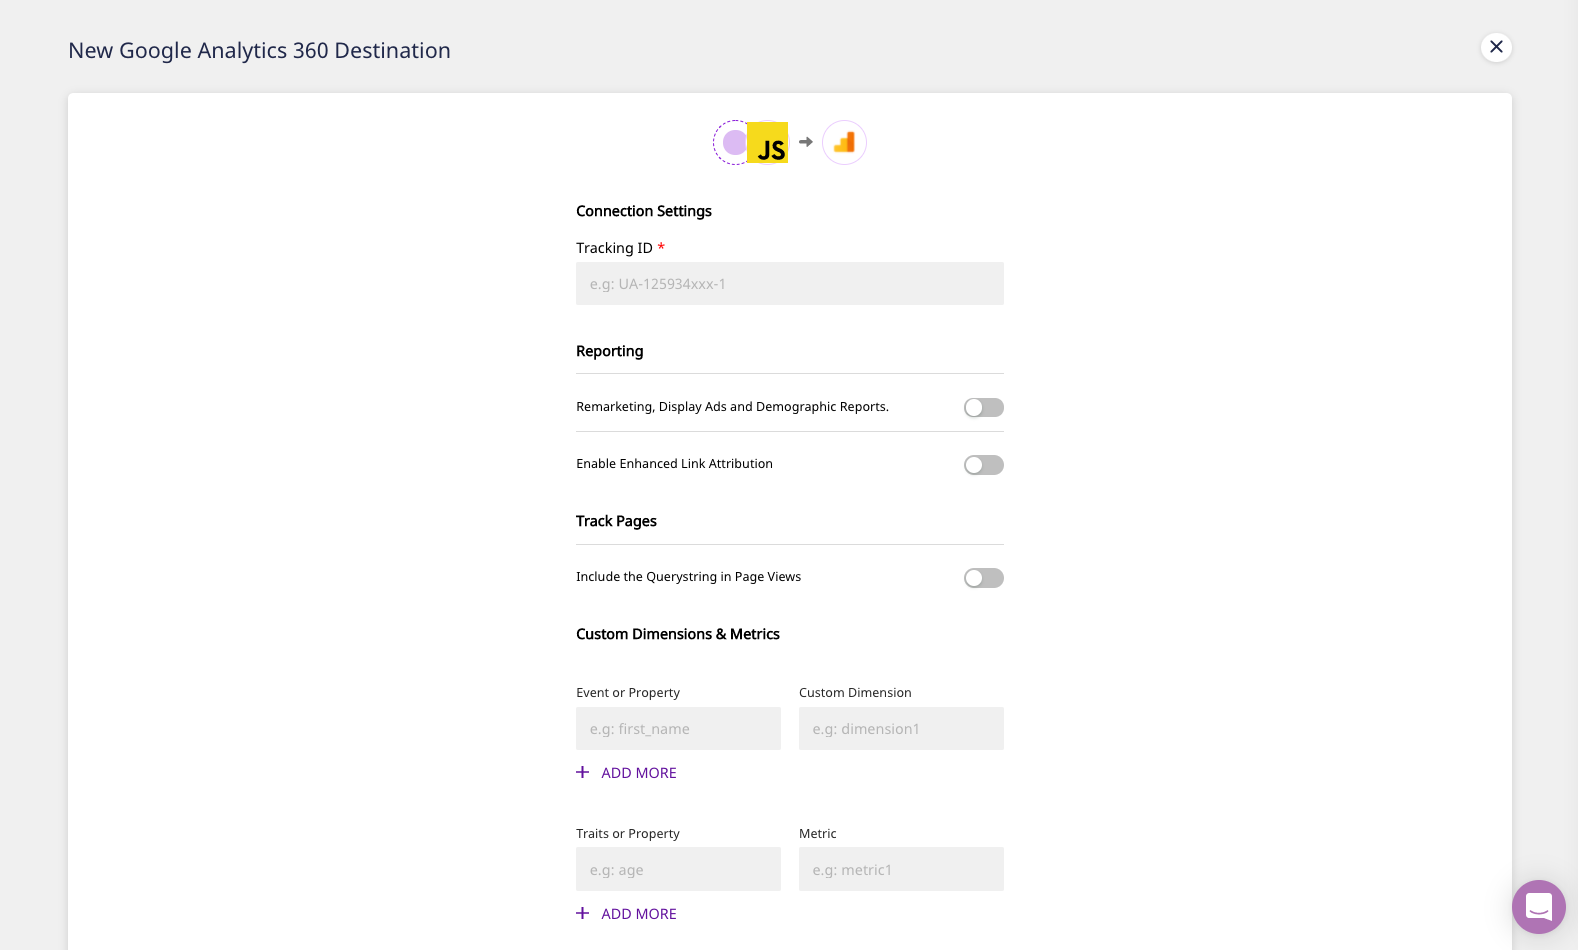 New Google Analytics 360 Destination
JS
Connection Settings
Tracking ID *
e.g: UA-125934xxx-1
Reporting
Remarketing, Display Ads and Demographic Reports.
Enable Enhanced Link Attribution
Track Pages
Include the Querystring in Page Views
Custom Dimensions & Metrics
Event or Property
Custom Dimension
e.g: first_name
e.g: dimension1
+ ADD MORE
Traits or Property
Metric
e.g: age
e.g: metric1
+ ADD MORE